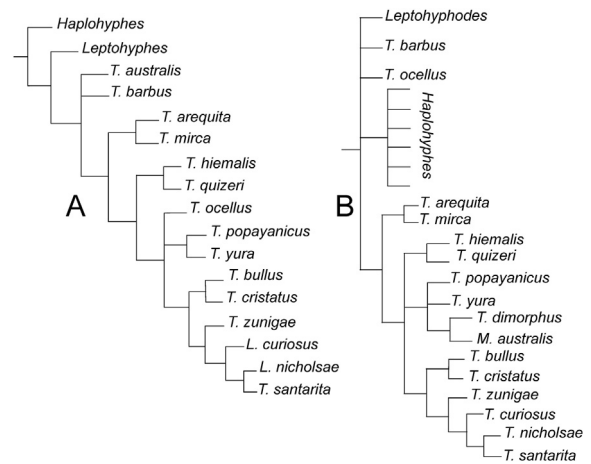 Haplohyphes
Leptohyphes
T. australis
T. barbus
T. arequita
T. mirca
T. hiemalis
T. quizeri
A
T. ocellus
T. popayanicus
T. yura
T. bullus
T. cristatus
T. zunigae
L. curiosus
L. nicholsae
T. santarita
Leptohyphodes
T. barbus
T. ocellus
Haplohyphes
B
T. arequita
T. mirca
T. hiemalis
T. quizeri
T. popayanicus
T. yura
T. dimorphus
M. australis
T. bullus
T. cristatus
T. zunigae
T. curiosus
T. nicholsae
T. santarita